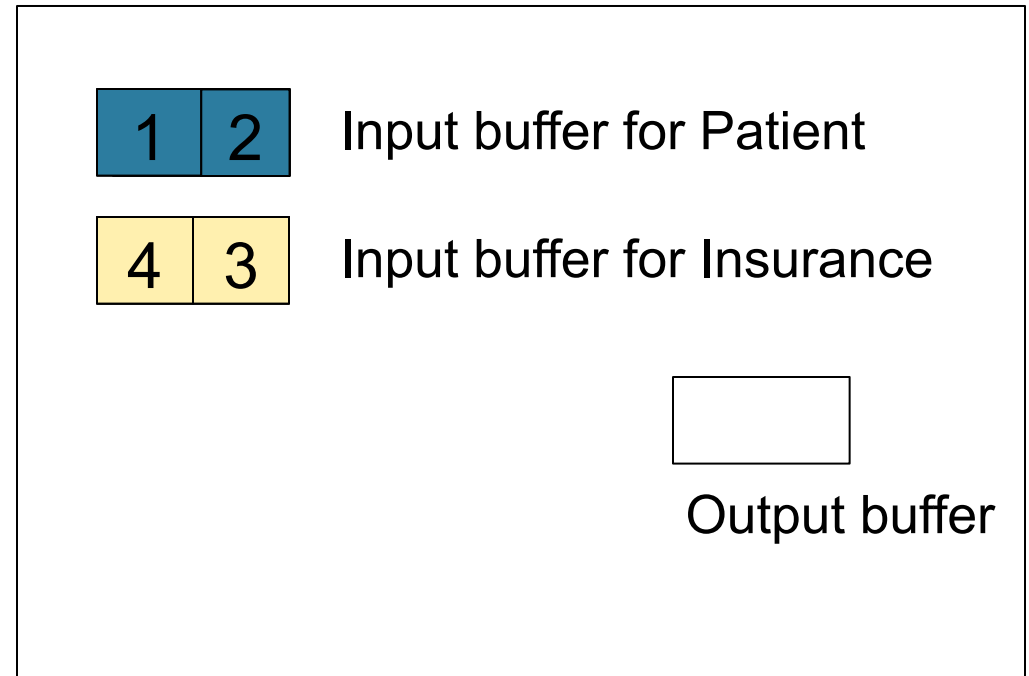 1 2 Input buffer for Patient
4 3 Input buffer for Insurance
Output buffer